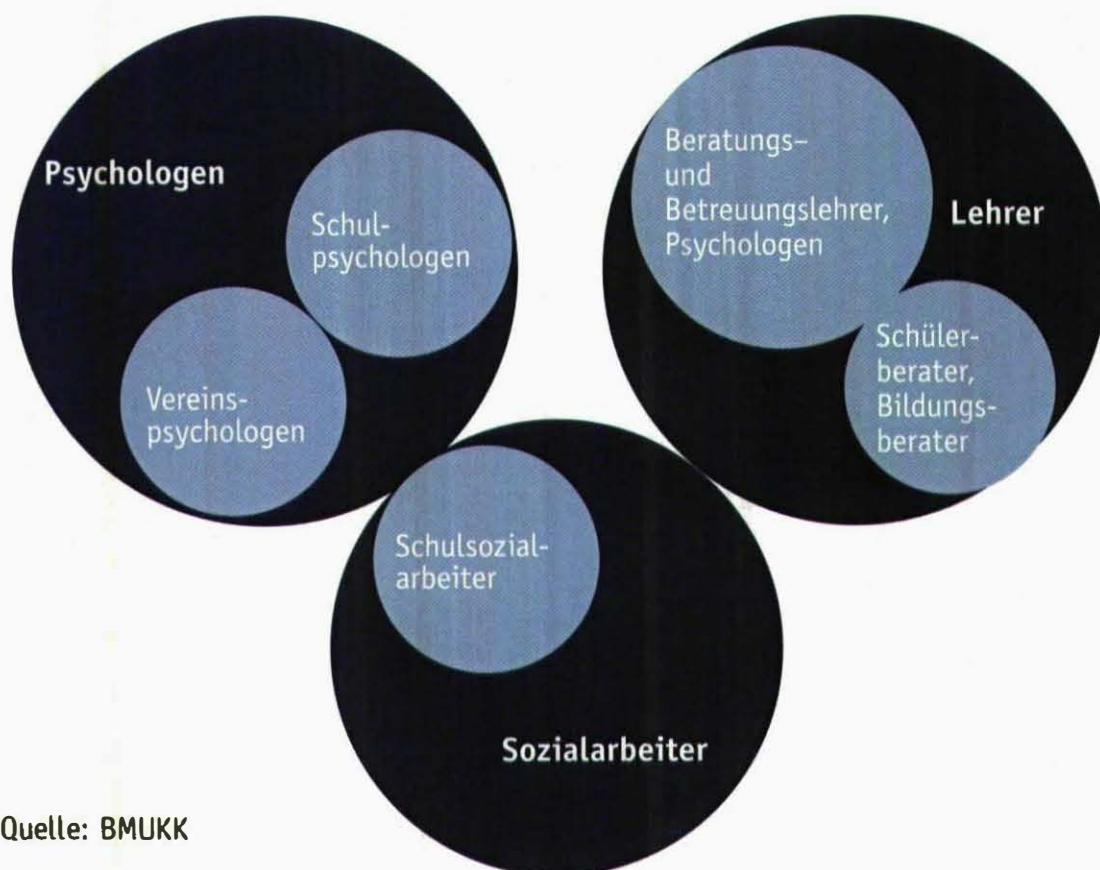 Psychologen
Schul-
psychologen
Vereins-
psychologen
Beratungs-
und
Betreuungslehrer,
Psychologen
Lehrer
Schüler-
berater,
Bildungs-
berater
Schulsozial-
arbeiter
Sozialarbeiter
Quelle: BMUKK